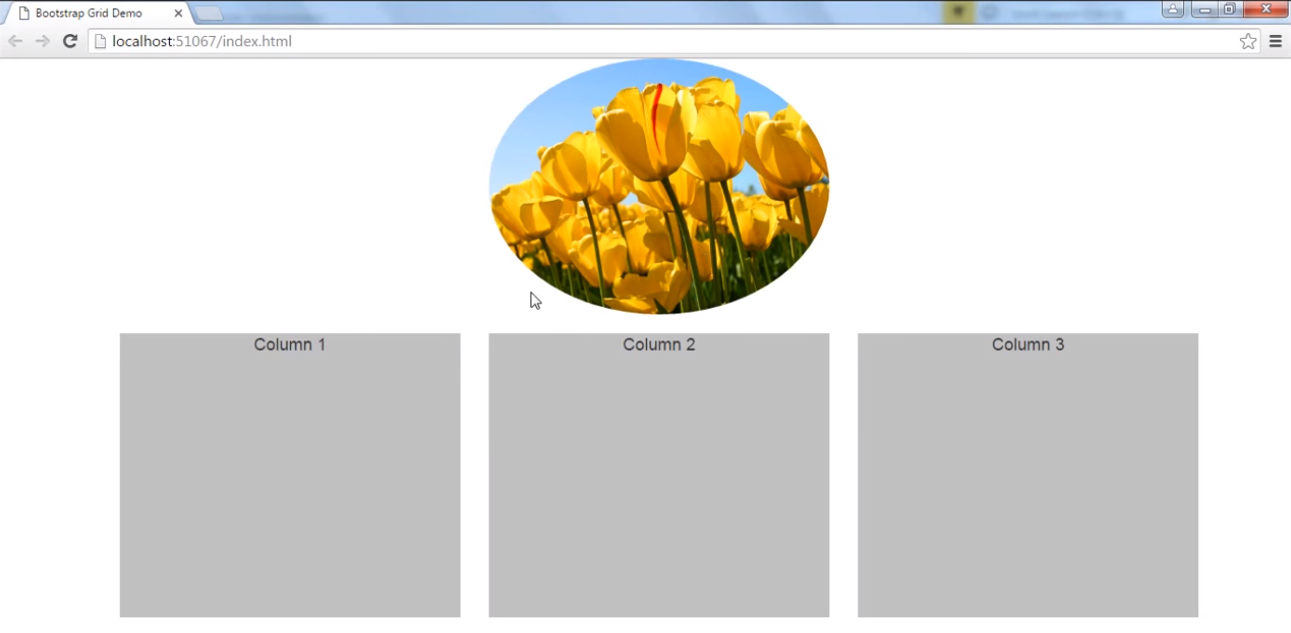 Bootstrap Grid Demo
localhost:51067/index.html
Column 1
Column 2
Column 3